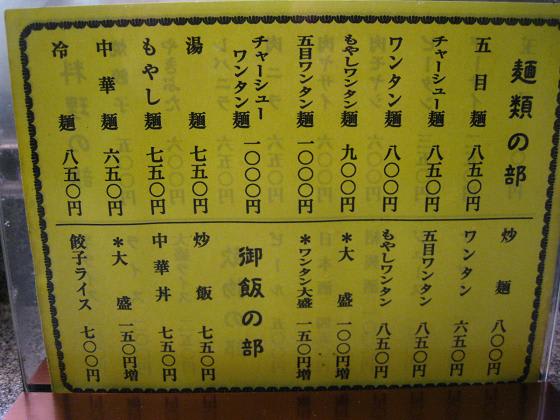 麺類の部
五目麺 八五〇円
チャーシュー麺 八五〇円
ワンタン麺 八〇〇円
もやしワンタン麺 九〇〇円
五目ワンタン麺 一〇〇〇円
チャーシューワンタン麺 一〇〇〇円
湯麺 七五〇円
もやし麺 七五〇円
中華麺 六五〇円
冷麺 八五〇円
炒麺 八〇〇円
ワンタン 六五〇円
五目ワンタン 八五〇円
もやしワンタン 八五〇円
*大盛 一〇〇円増
*ワンタン大盛 一五〇円増
御飯の部
炒飯 七五〇円
中華丼 七五〇円
*大盛 一五〇円増
餃子ライス 七〇〇円